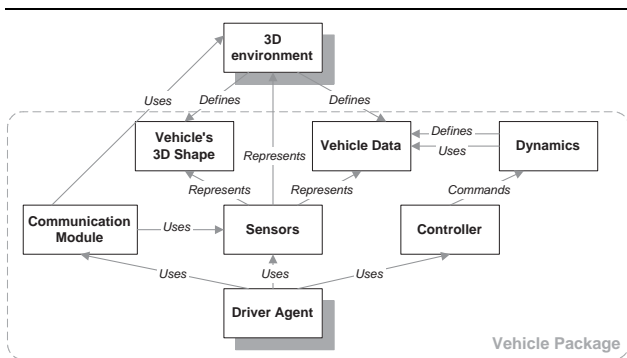 3D
environment
Uses
Defines
Defines
Vehicle's
3D Shape
Represents
Vehicle Data
Defines
Uses
Dynamics
Represents
Represents
Commands
Communication
Module
Uses
Sensors
Controller
Uses
Uses
Uses
Driver Agent
Vehicle Package